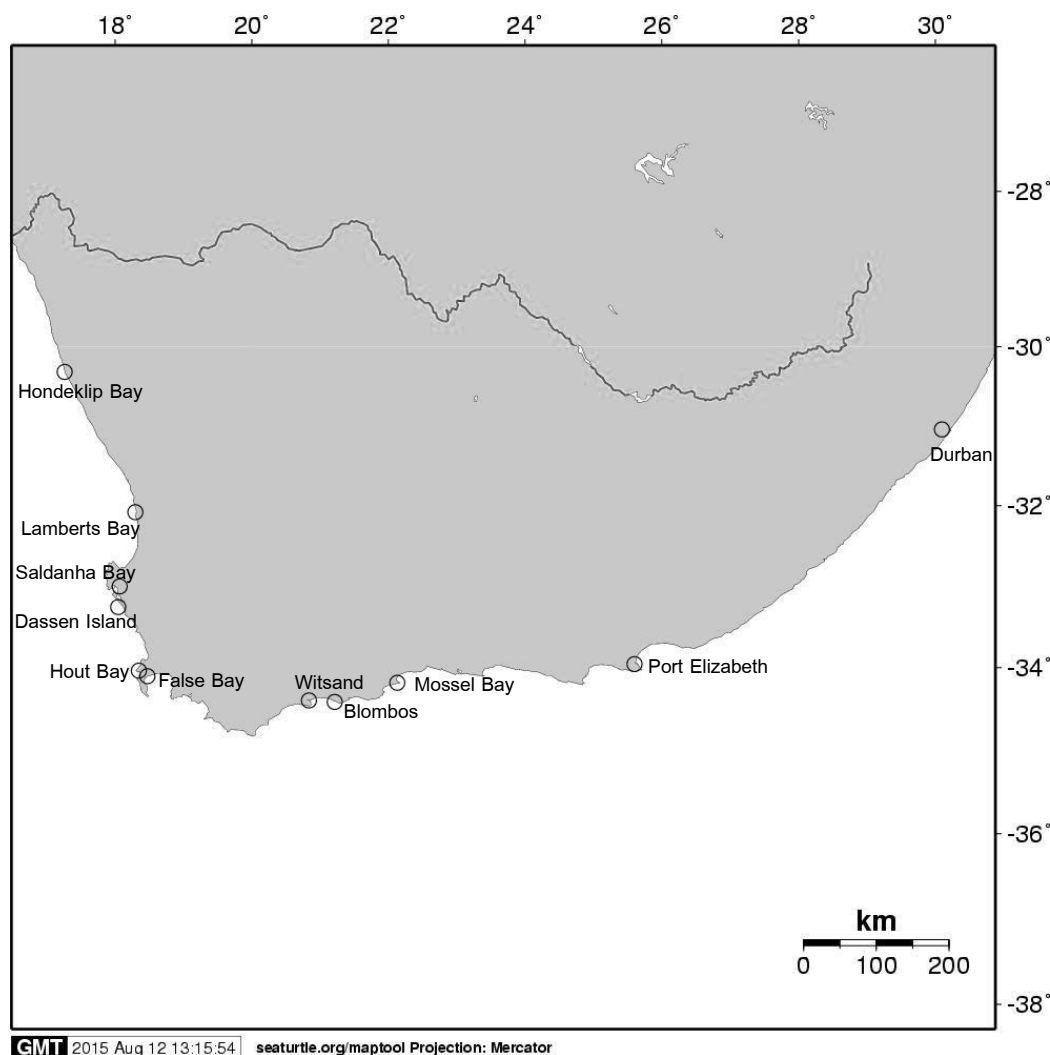 18° 20° 22° 24° 26° 28° 30°
-28°
-30°
Hondeklip Bay
Durban
-32°
Lamberts Bay
Saldanha Bay
Dassen Island
-34°
Hout Bay
False Bay
Witsand
Mossel Bay
Port Elizabeth
Blombos
-36°
km
0 100 200
-38°
GMT 2015 Aug 12 13:15:54 seaturtle.org/maptool Projection: Mercator